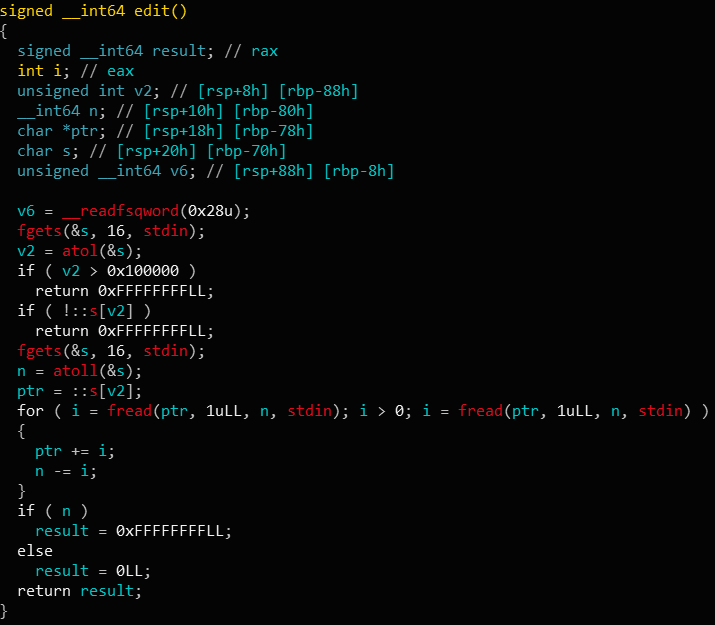 signed __int64 edit()
{
  signed __int64 result; // rax
  int i; // eax
  unsigned int v2; // [rsp+8h] [rbp-88h]
  __int64 n; // [rsp+10h] [rbp-80h]
  char *ptr; // [rsp+18h] [rbp-78h]
  char s; // [rsp+20h] [rbp-70h]
  unsigned __int64 v6; // [rsp+88h] [rbp-8h]

  v6 = __readfsqword(0x28u);
  fgets(&s, 16, stdin);
  v2 = atol(&s);
  if ( v2 > 0x100000 )
    return 0xFFFFFFFFLL;
  if ( !::s[v2] )
    return 0xFFFFFFFFLL;
  fgets(&s, 16, stdin);
  n = atoll(&s);
  ptr = ::s[v2];
  for ( i = fread(ptr, 1uLL, n, stdin); i > 0; i = fread(ptr, 1uLL, n, stdin) )
  {
    ptr += i;
    n -= i;
  }
  if ( n )
    result = 0xFFFFFFFFLL;
  else
    result = 0LL;
  return result;
}